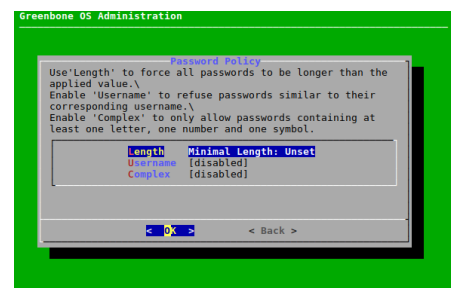 Greenbone OS Administration
Password Policy
Use'Length' to force all passwords to be longer than the
applied value.\
Enable 'Username' to refuse passwords similar to their
corresponding username.\
Enable 'Complex' to only allow passwords containing at
least one letter, one number and one symbol.
Length Minimal Length: Unset
Username [disabled]
Complex [disabled]
< OK > < Back >